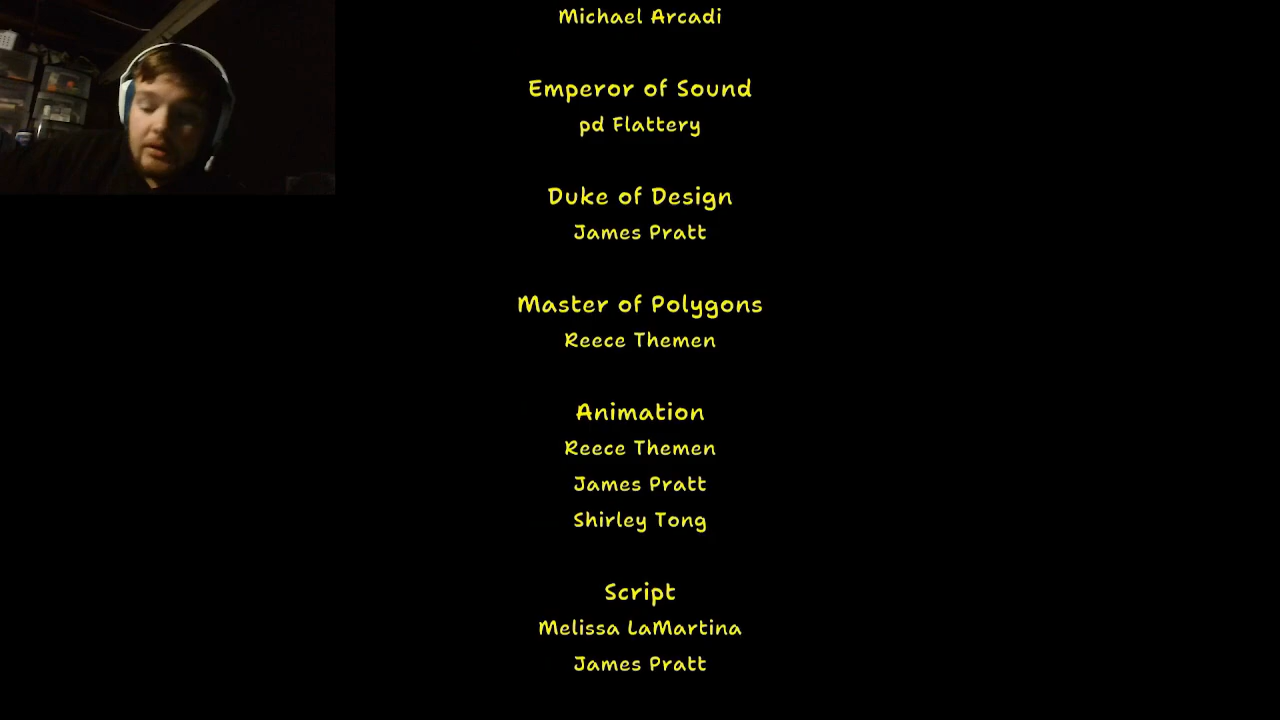 Michael Arcadi
Emperor of Sound
pd Flattery
Duke of Design
James Pratt
Master of Polygons
Reece Themen
Animation
Reece Themen
James Pratt
Shirley Tong
Script
Melissa LaMartina
James Pratt